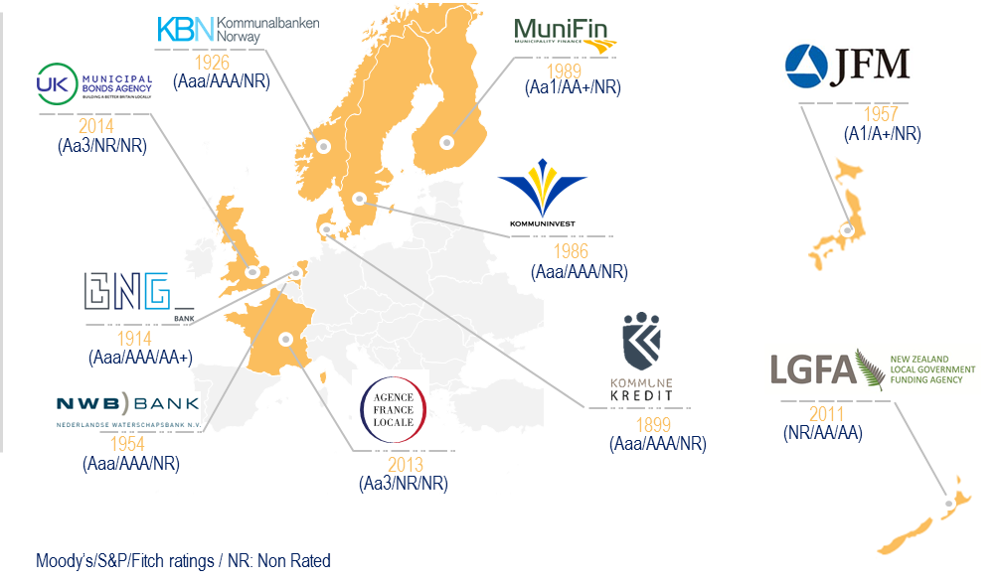 KBN Kommunalbanken
Norway
1926
(Aaa/AAA/NR)
MuniFin
MUNICIPALITY FINANCE
1989
(Aa1/AA+/NR)
JFM
1957
(A1/A+/NR)
UK MUNICIPAL
BONDS AGENCY
BUILDING A BETTER BRITAIN LOCALLY
2014
(Aa3/NR/NR)
KOMMUNINVEST
1986
(Aaa/AAA/NR)
BNG
BANK
1914
(Aaa/AAA/AA+)
KOMMUNE
KREDIT
1899
(Aaa/AAA/NR)
LGFA NEW ZEALAND
LOCAL GOVERNMENT
FUNDING AGENCY
2011
(NR/AA/AA)
NWB)BANK
NEDERLANDSE WATERSCHAPSBANK N.V.
1954
(Aaa/AAA/NR)
AGENCE
FRANCE
LOCALE
2013
(Aa3/NR/NR)
Moody's/S&P/Fitch ratings / NR: Non Rated